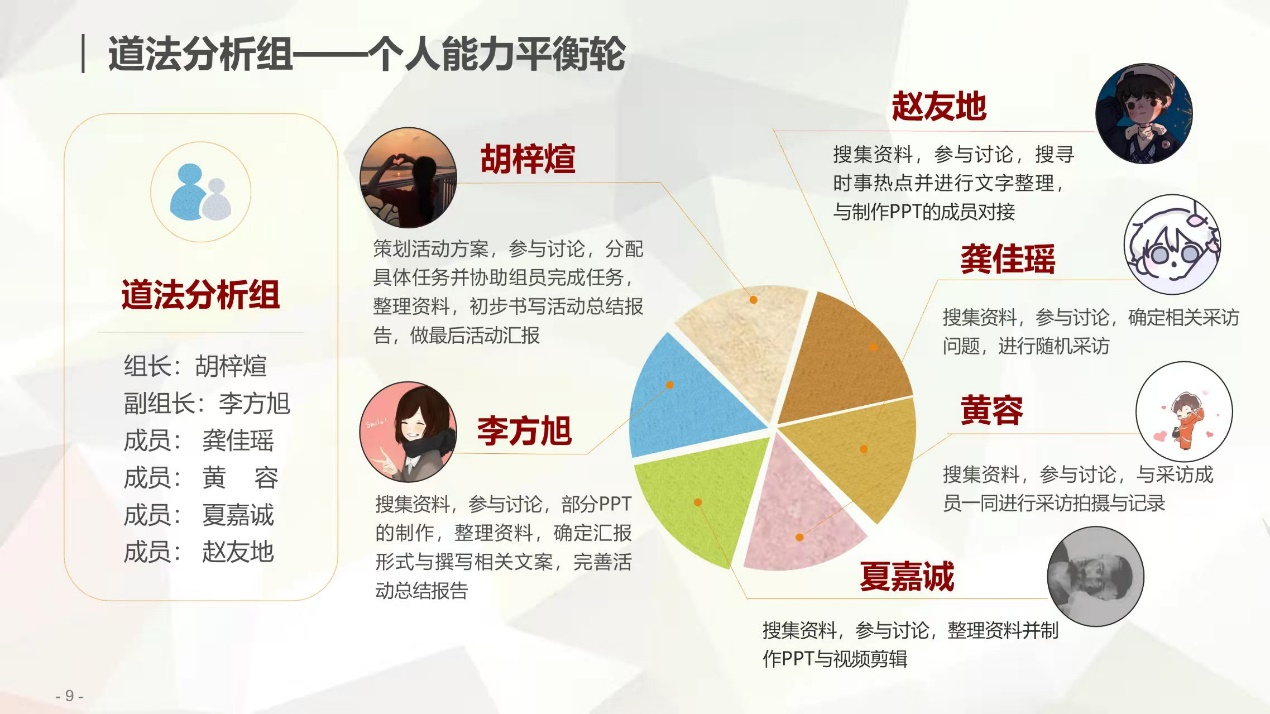 道法分析组——个人能力平衡轮
道法分析组
组长：胡梓煊
副组长：李方旭
成员： 龚佳瑶
成员： 黄 容
成员： 夏嘉诚
成员： 赵友地
胡梓煊
策划活动方案，参与讨论，分配
具体任务并协助组员完成任务，
整理资料，初步书写活动总结报
告，做最后活动汇报
Smile!
李方旭
搜集资料，参与讨论，部分PPT
的制作，整理资料，确定汇报
形式与撰写相关文案，完善活
动总结报告
赵友地
搜集资料，参与讨论，搜寻
时事热点并进行文字整理，
与制作PPT的成员对接
龚佳瑶
搜集资料，参与讨论，确定相关采访
问题，进行随机采访
黄容
搜集资料，参与讨论，与采访成
员一同进行采访拍摄与记录
夏嘉诚
搜集资料，参与讨论，整理资料并制
作PPT与视频剪辑
- 9 -